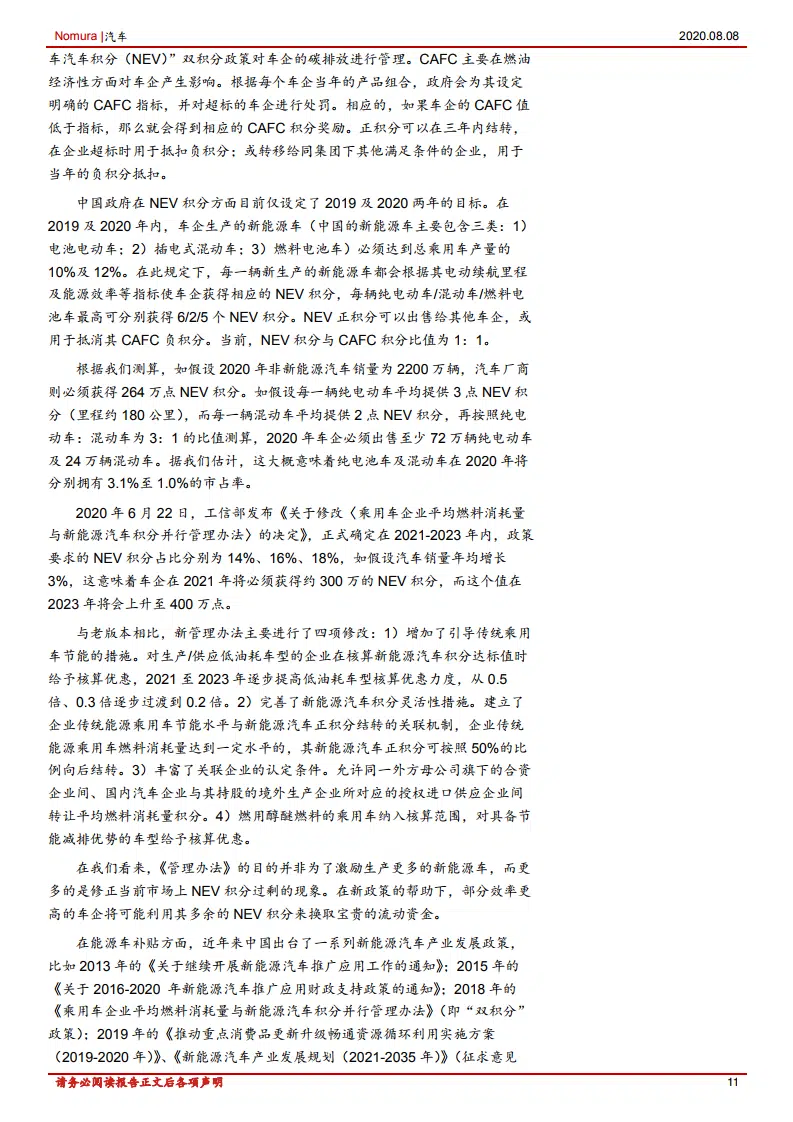 Nomura |汽车 2020.08.08
车汽车积分（NEV）”双积分政策对车企的碳排放进行管理。CAFC 主要在燃油
经济性方面对车企产生影响。根据每个车企当年的产品组合，政府会为其设定
明确的 CAFC 指标，并对超标的车企进行处罚。相应的，如果车企的 CAFC 值
低于指标，那么就会得到相应的 CAFC 积分奖励。正积分可以在三年内结转，
在企业超标时用于抵扣负积分；或转移给同集团下其他满足条件的企业，用于
当年的负积分抵扣。
中国政府在 NEV 积分方面目前仅设定了 2019 及 2020 两年的目标。在
2019 及 2020 年内，车企生产的新能源车（中国的新能源车主要包含三类：1）
电池电动车；2）插电式混动车；3）燃料电池车）必须达到总乘用车产量的
10%及 12%。在此规定下，每一辆新生产的新能源车都会根据其电动续航里程
及能源效率等指标使车企获得相应的 NEV 积分，每辆纯电动车/混动车/燃料电
池车最高可分别获得 6/2/5 个 NEV 积分。NEV 正积分可以出售给其他车企，或
用于抵消其 CAFC 负积分。当前，NEV 积分与 CAFC 积分比值为 1：1。
根据我们测算，如假设 2020 年非新能源汽车销量为 2200 万辆，汽车厂商
则必须获得 264 万点 NEV 积分。如假设每一辆纯电动车平均提供 3 点 NEV 积
分（里程约 180 公里），而每一辆混动车平均提供 2 点 NEV 积分，再按照纯电
动车：混动车为 3：1 的比值测算，2020 年车企必须出售至少 72 万辆纯电动车
及 24 万辆混动车。据我们估计，这大概意味着纯电池车及混动车在 2020 年将
分别拥有 3.1%至 1.0%的市占率。
2020 年 6 月 22 日，工信部发布《关于修改〈乘用车企业平均燃料消耗量
与新能源汽车积分并行管理办法〉的决定》，正式确定在 2021-2023 年内，政策
要求的 NEV 积分占比分别为 14%、16%、18%，如假设汽车销量年均增长
3%，这意味着车企在 2021 年将必须获得约 300 万的 NEV 积分，而这个值在
2023 年将会上升至 400 万点。
与老版本相比，新管理办法主要进行了四项修改：1）增加了引导传统乘用
车节能的措施。对生产/供应低油耗车型的企业在核算新能源汽车积分达标值时
给予核算优惠，2021 至 2023 年逐步提高低油耗车型核算优惠力度，从 0.5
倍、0.3 倍逐步过渡到 0.2 倍。2）完善了新能源汽车积分灵活性措施。建立了
企业传统能源乘用车节能水平与新能源汽车正积分结转的关联机制，企业传统
能源乘用车燃料消耗量达到一定水平的，其新能源汽车正积分可按照 50%的比
例向后结转。3）丰富了关联企业的认定条件。允许同一外方母公司旗下的合资
企业间、国内汽车企业与其持股的境外生产企业所对应的授权进口供应企业间
转让平均燃料消耗量积分。4）燃用醇醚燃料的乘用车纳入核算范围，对具备节
能减排优势的车型给予核算优惠。
在我们看来，《管理办法》的目的并非为了激励生产更多的新能源车，而更
多的是修正当前市场上 NEV 积分过剩的现象。在新政策的帮助下，部分效率更
高的车企将可能利用其多余的 NEV 积分来换取宝贵的流动资金。
在能源车补贴方面，近年来中国出台了一系列新能源汽车产业发展政策，
比如 2013 年的《关于继续开展新能源汽车推广应用工作的通知》；2015 年的
《关于 2016-2020 年新能源汽车推广应用财政支持政策的通知》；2018 年的
《乘用车企业平均燃料消耗量与新能源汽车积分并行管理办法》（即“双积分”
政策）；2019 年的《推动重点消费品更新升级畅通资源循环利用实施方案
（2019-2020 年）》、《新能源汽车产业发展规划（2021-2035 年）》（征求意见
请务必阅读报告正文后各项声明 11